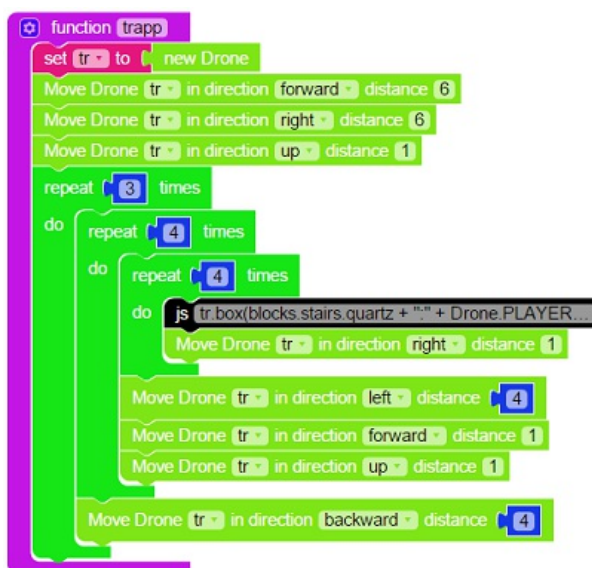 function trapp
set tr to new Drone
Move Drone tr in direction forward distance 6
Move Drone tr in direction right distance 6
Move Drone tr in direction up distance 1
repeat 3 times
do repeat 4 times
do repeat 4 times
do js tr.box(blocks.stairs.quartz + ":" + Drone.PLAYER...
Move Drone tr in direction right distance 1
Move Drone tr in direction left distance 4
Move Drone tr in direction forward distance 1
Move Drone tr in direction up distance 1
Move Drone tr in direction backward distance 4